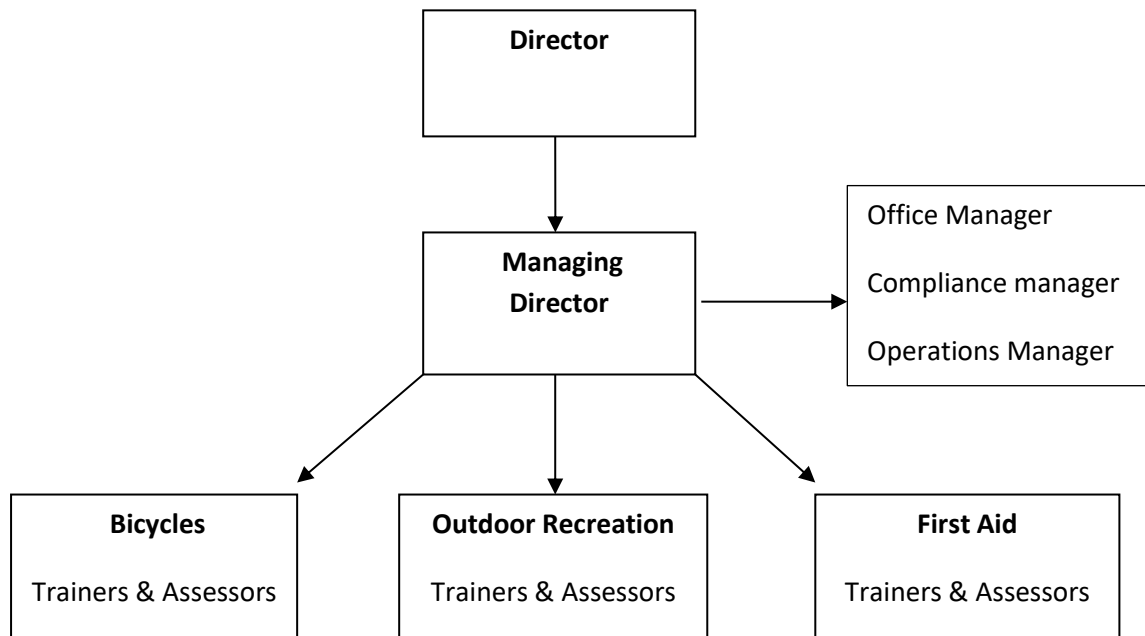 Director
Managing
Director
Office Manager
Compliance manager
Operations Manager
Bicycles
Trainers & Assessors
Outdoor Recreation
Trainers & Assessors
First Aid
Trainers & Assessors